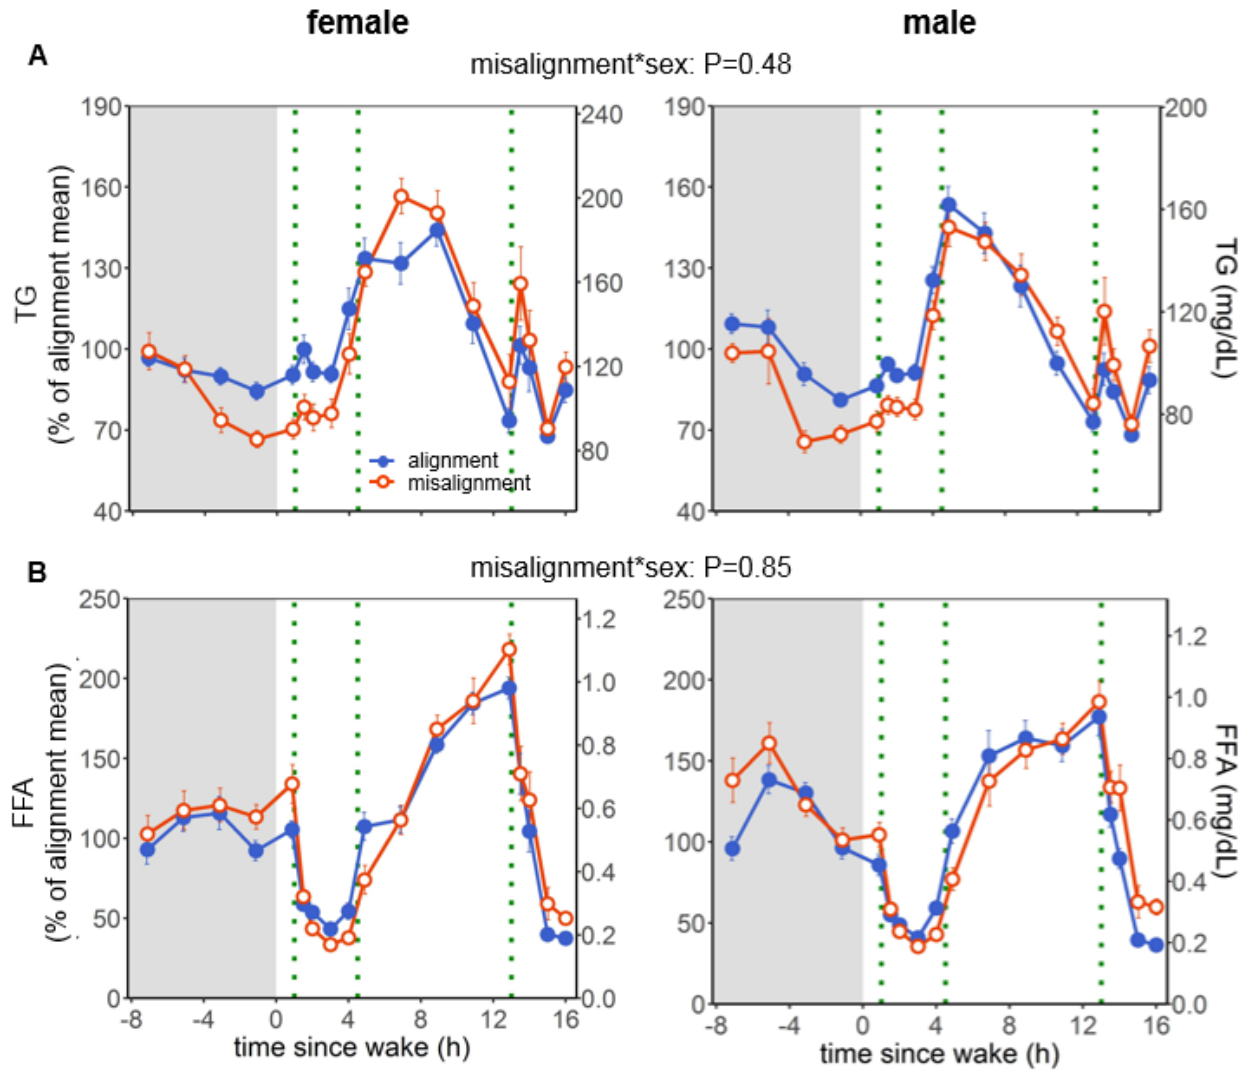 female
male
A
misalignment*sex: P=0.48
190
160
130
100
70
40
TG
(% of alignment mean)
240
200
160
120
80
alignment
misalignment
190
160
130
100
70
40
200
160
120
80
TG (mg/dL)
B
misalignment*sex: P=0.85
250
200
150
100
50
0
FFA
(% of alignment mean)
1.2
1.0
0.8
0.6
0.4
0.2
0.0
-8 -4 0 4 8 12 16
time since wake (h)
250
200
150
100
50
0
1.2
1.0
0.8
0.6
0.4
0.2
0.0
FFA (mg/dL)
-8 -4 0 4 8 12 16
time since wake (h)